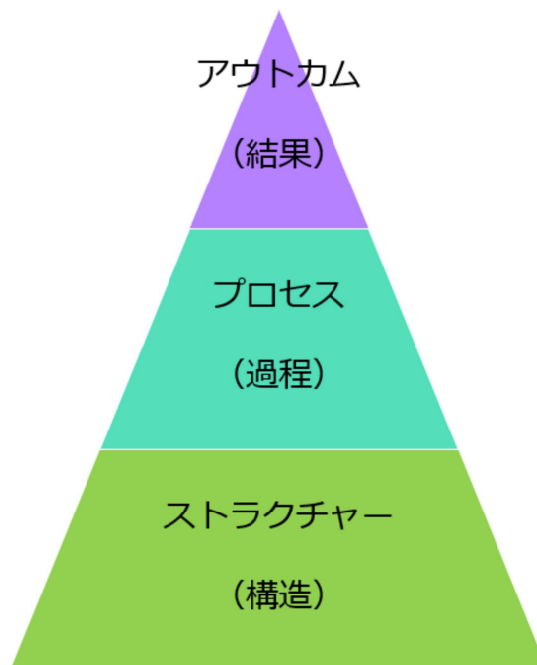 アウトカム
（結果）
プロセス
（過程）
ストラクチャー
（構造）